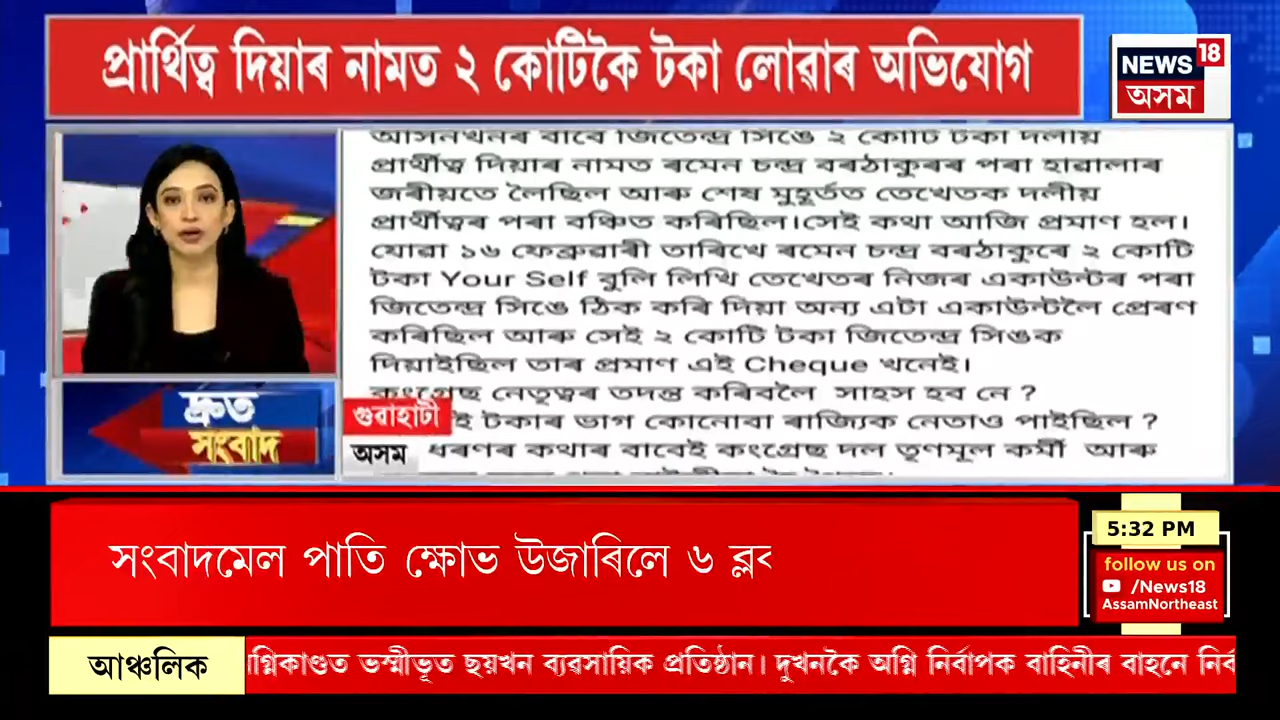 প্ৰাৰ্থিত্ব দিয়াৰ নামত ২ কোটিকৈ টকা লোৱাৰ অভিযোগ
NEWS 18
অসম
আসনখনৰ বাবে জিতেন্দ্ৰ সিঙে ২ কোটি টকা দলীয়
প্ৰাৰ্থীত্ব দিয়াৰ নামত ৰমেন চন্দ্ৰ বৰঠাকুৰৰ পৰা হাৱালাৰ
জৰীয়তে লৈছিল আৰু শেষ মুহূৰ্তত তেখেতক দলীয়
প্ৰাৰ্থীত্বৰ পৰা বঞ্চিত কৰিছিল।সেই কথা আজি প্ৰমাণ হল।
যোৱা ১৬ ফেব্ৰুৱাৰী তাৰিখে ৰমেন চন্দ্ৰ বৰঠাকুৰে ২ কোটি
টকা Your Self বুলি লিখি তেখেতৰ নিজৰ একাউন্টৰ পৰা
জিতেন্দ্ৰ সিঙে ঠিক কৰি দিয়া অন্য এটা একাউন্টলৈ প্ৰেৰণ
কৰিছিল আৰু সেই ২ কোটি টকা জিতেন্দ্ৰ সিঙক
দিয়াইছিল তাৰ প্ৰমাণ এই Cheque খনেই।
কংগ্ৰেছ নেতৃত্বৰ তদন্ত কৰিবলৈ সাহস হব নে ?
ই টকাৰ ভাগ কোনোবা ৰাজ্যিক নেতাও পাইছিল ?
ধৰণৰ কথাৰ বাবেই কংগ্ৰেছ দল তৃণমূল কৰ্মী আৰু
গুৱাহাটী
অসম
দ্ৰুত
সংবাদ
সংবাদমেল পাতি ক্ষোভ উজাৰিলে ৬ ব্লক
5:32 PM
follow us on
/News18
AssamNortheast
আঞ্চলিক
গ্নিকাণ্ডত ভস্মীভূত ছয়খন ব্যৱসায়িক প্ৰতিষ্ঠান। দুখনকৈ অগ্নি নিৰ্বাপক বাহিনীৰ বাহনে নিৰ্ব